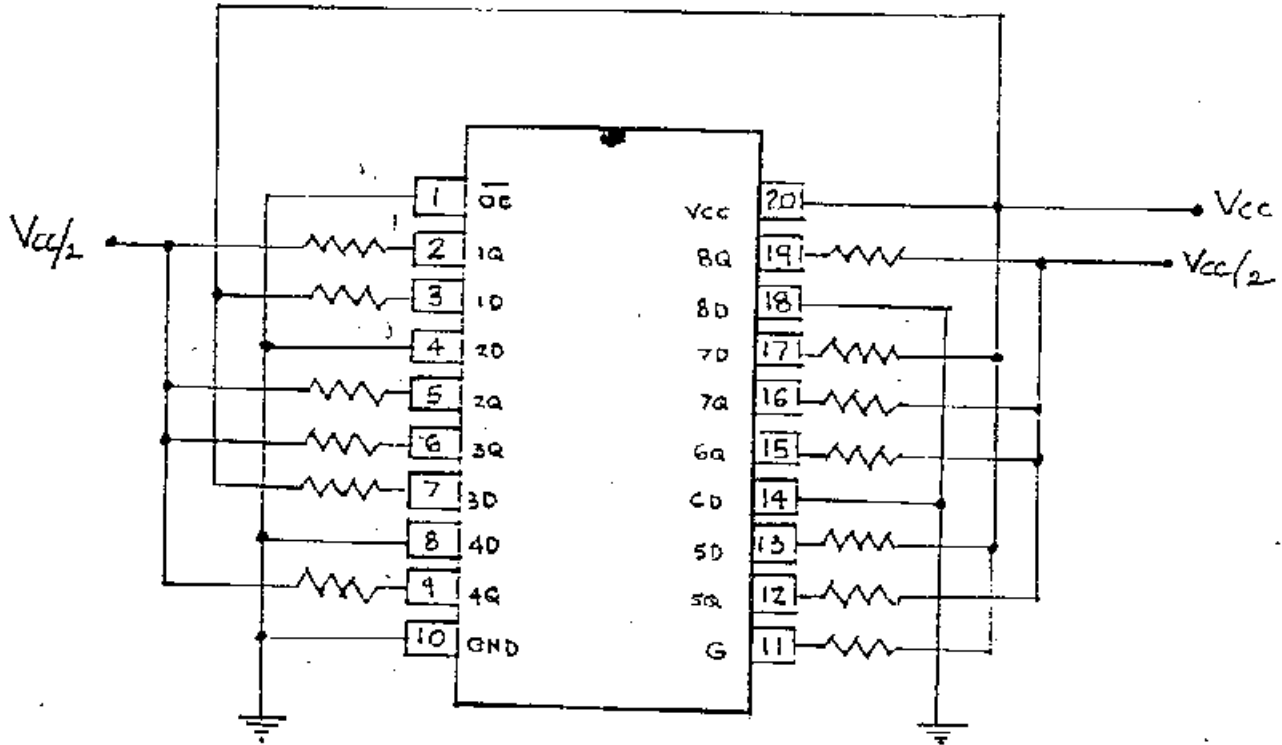 VCC/2
1 OE
2 1Q
3 1D
4 2D
5 2Q
6 3Q
7 3D
8 4D
9 4Q
10 GND
VCC 20
8Q 19
8D 18
7D 17
7Q 16
6Q 15
6D 14
5D 13
5Q 12
G 11
VCC
VCC/2